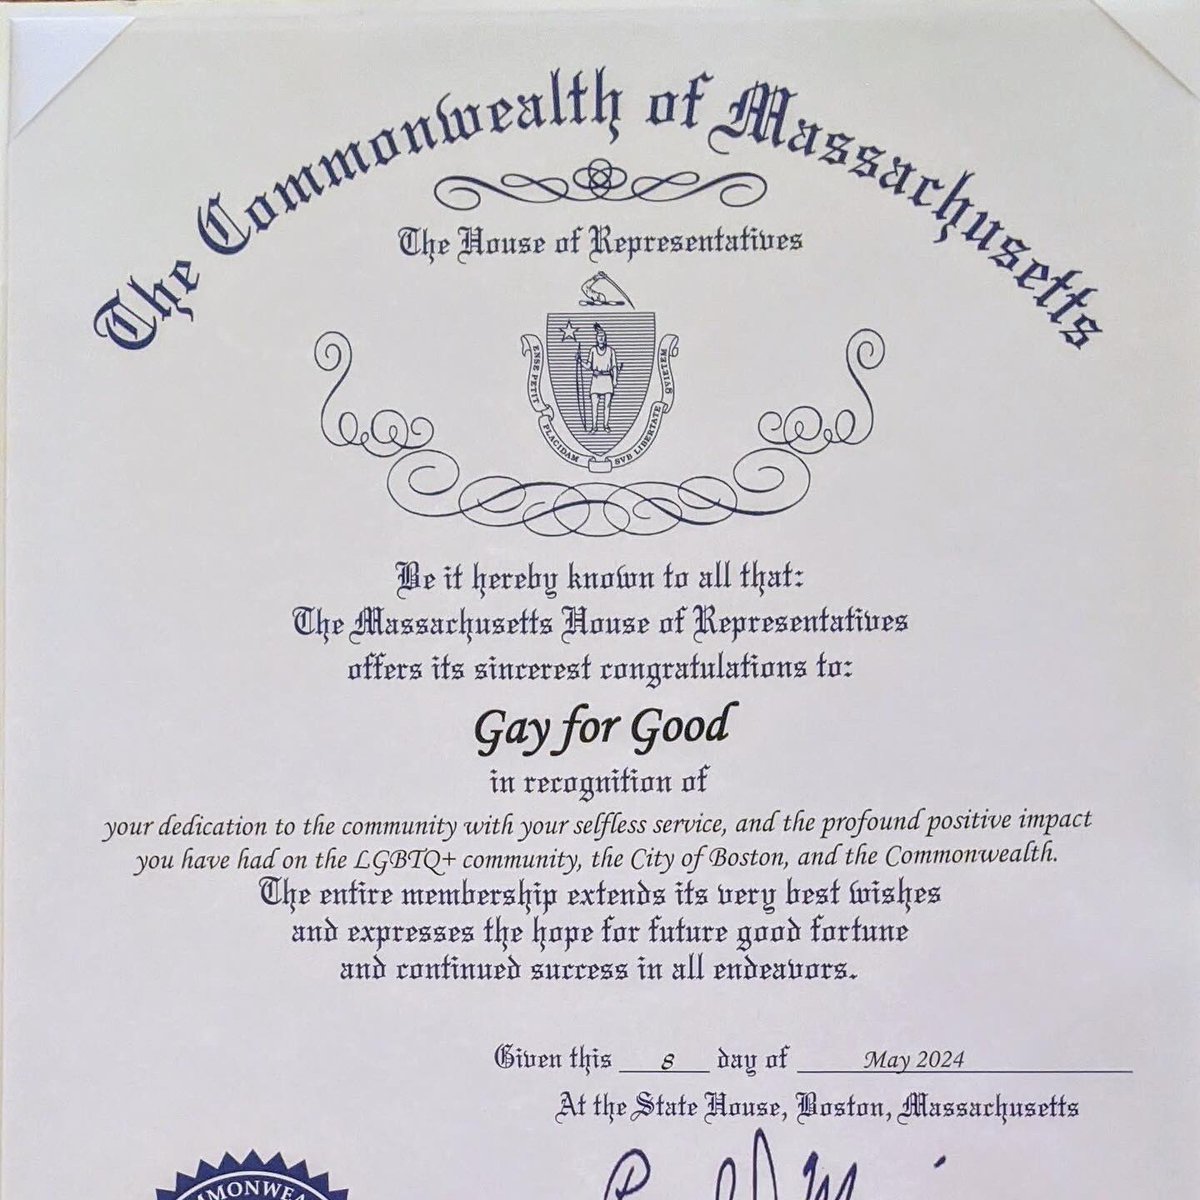 The Commonwealth of Massachusetts
The House of Representatives
ENSE PETIT PLACIDAM SVB LIBERTATE QVIETEM
Be it hereby known to all that:
The Massachusetts House of Representatives
offers its sincerest congratulations to:
Gay for Good
in recognition of
your dedication to the community with your selfless service, and the profound positive impact
you have had on the LGBTQ+ community, the City of Boston, and the Commonwealth.
The entire membership extends its very best wishes
and expresses the hope for future good fortune
and continued success in all endeavors.
Given this 8 day of May 2024
At the State House, Boston, Massachusetts